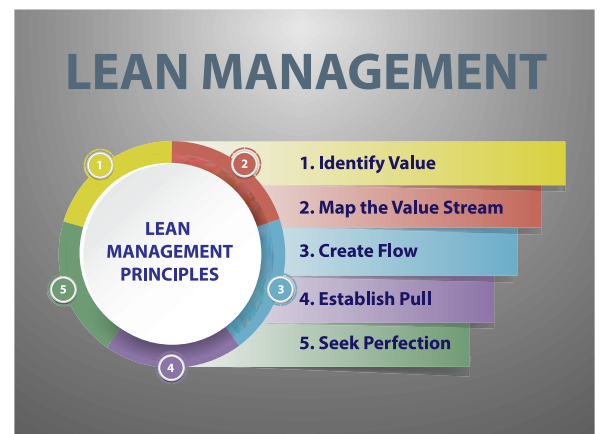 LEAN MANAGEMENT
1
2
3
4
5
LEAN
MANAGEMENT
PRINCIPLES
1. Identify Value
2. Map the Value Stream
3. Create Flow
4. Establish Pull
5. Seek Perfection